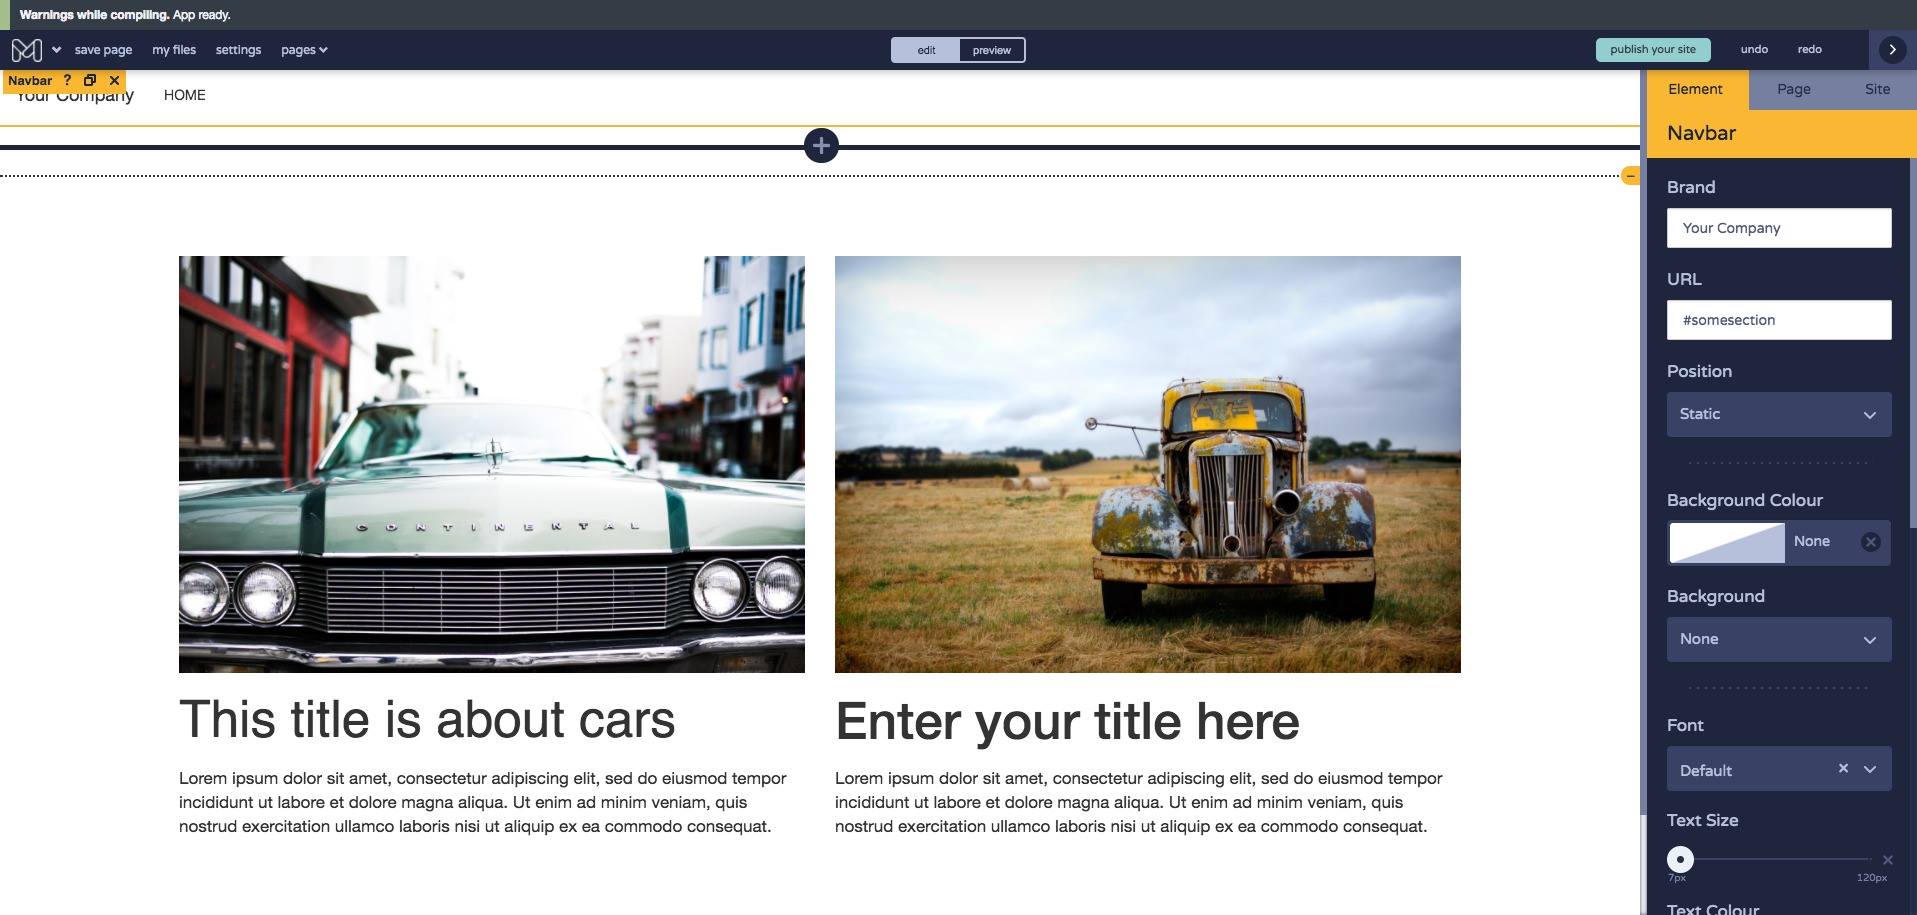 Warnings while compiling. App ready.
save page my files settings pages edit preview publish your site undo redo
Navbar ?
Your Company HOME
Element Page Site
Navbar
Brand
Your Company
URL
#somesection
Position
Static
Background Colour
None
Background
None
Font
Default
Text Size
7px 120px
Text Colour
CONTINENTAL
This title is about cars
Lorem ipsum dolor sit amet, consectetur adipiscing elit, sed do eiusmod tempor
incididunt ut labore et dolore magna aliqua. Ut enim ad minim veniam, quis
nostrud exercitation ullamco laboris nisi ut aliquip ex ea commodo consequat.
Enter your title here
Lorem ipsum dolor sit amet, consectetur adipiscing elit, sed do eiusmod tempor
incididunt ut labore et dolore magna aliqua. Ut enim ad minim veniam, quis
nostrud exercitation ullamco laboris nisi ut aliquip ex ea commodo consequat.